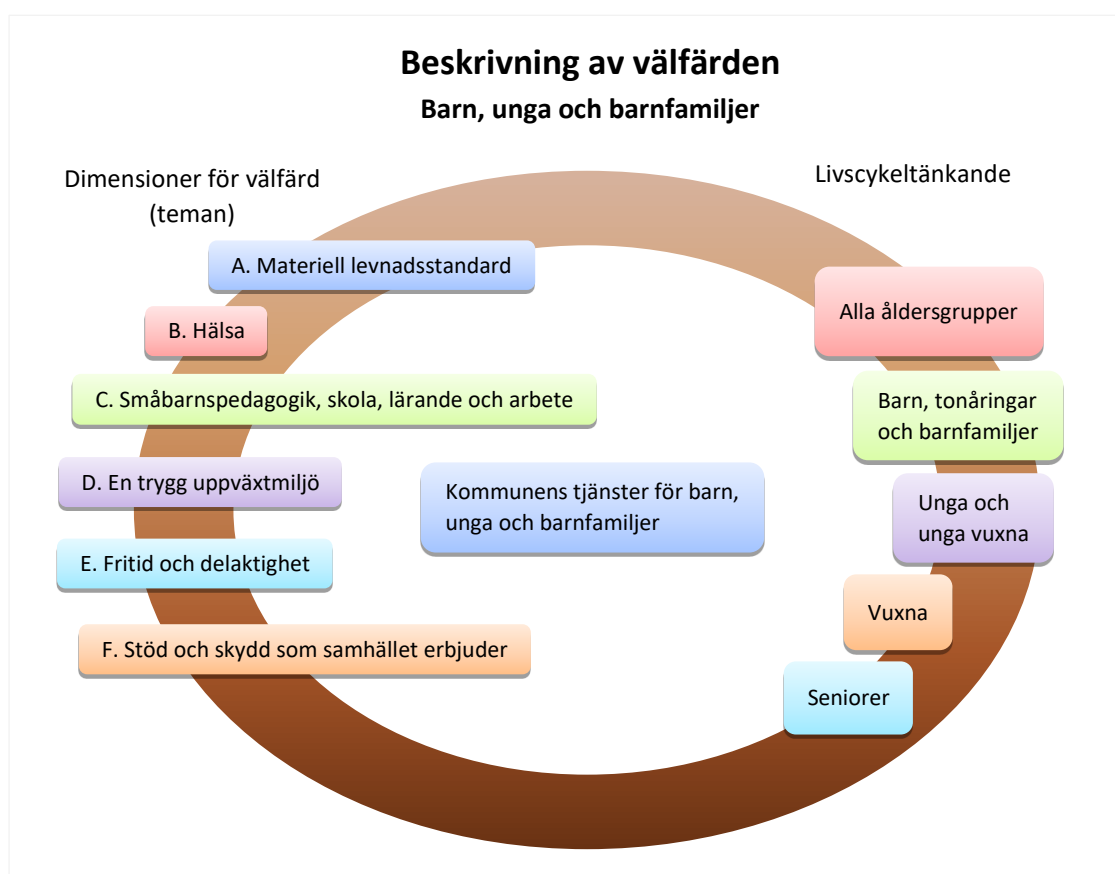 Beskrivning av välfärden
Barn, unga och barnfamiljer
Dimensioner för välfärd
(teman)
A. Materiell levnadsstandard
B. Hälsa
C. Småbarnspedagogik, skola, lärande och arbete
D. En trygg uppväxtmiljö
E. Fritid och delaktighet
F. Stöd och skydd som samhället erbjuder
Kommunens tjänster för barn,
unga och barnfamiljer
Livscykeltänkande
Alla åldersgrupper
Barn, tonåringar
och barnfamiljer
Unga och
unga vuxna
Vuxna
Seniorer